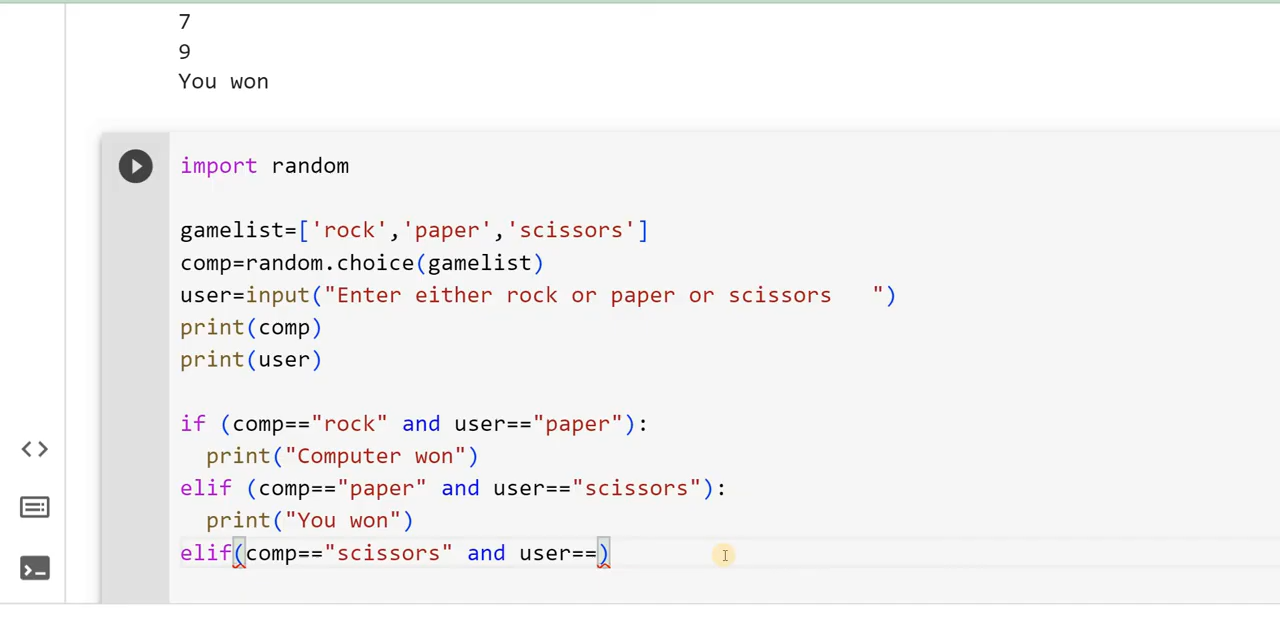 7
9
You won
import random
gamelist=['rock','paper','scissors']
comp=random.choice(gamelist)
user=input("Enter either rock or paper or scissors   ")
print(comp)
print(user)
if (comp=="rock" and user=="paper"):
  print("Computer won")
elif (comp=="paper" and user=="scissors"):
  print("You won")
elif(comp=="scissors" and user==)